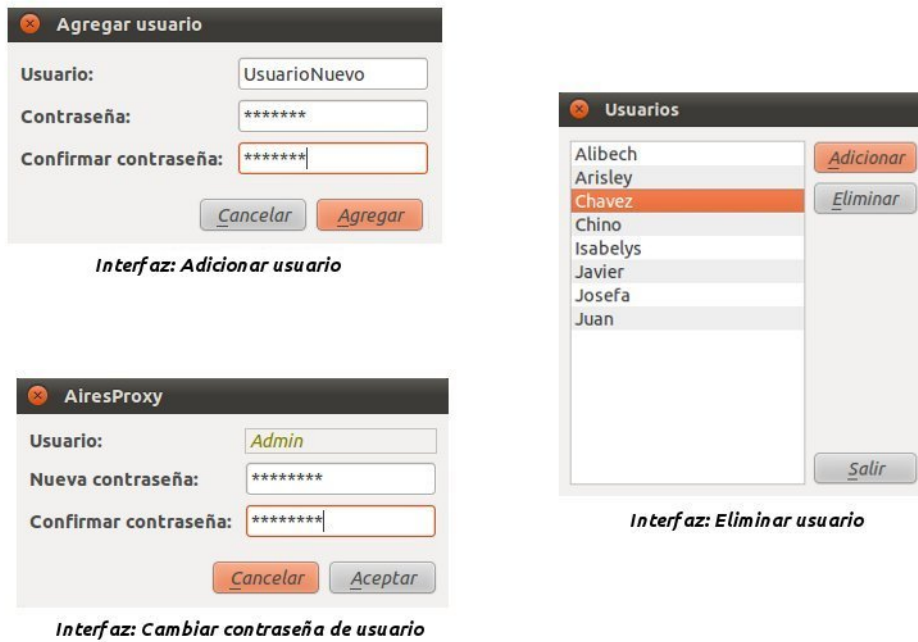 Agregar usuario
Usuario: UsuarioNuevo
Contraseña: *******
Confirmar contraseña: *******
Cancelar Agregar
Interfaz: Adicionar usuario
AiresProxy
Usuario: Admin
Nueva contraseña: ********
Confirmar contraseña: ********
Cancelar Aceptar
Interfaz: Cambiar contraseña de usuario
Usuarios
Alibech
Arisley
Chavez
Chino
Isabelys
Javier
Josefa
Juan
Adicionar
Eliminar
Salir
Interfaz: Eliminar usuario